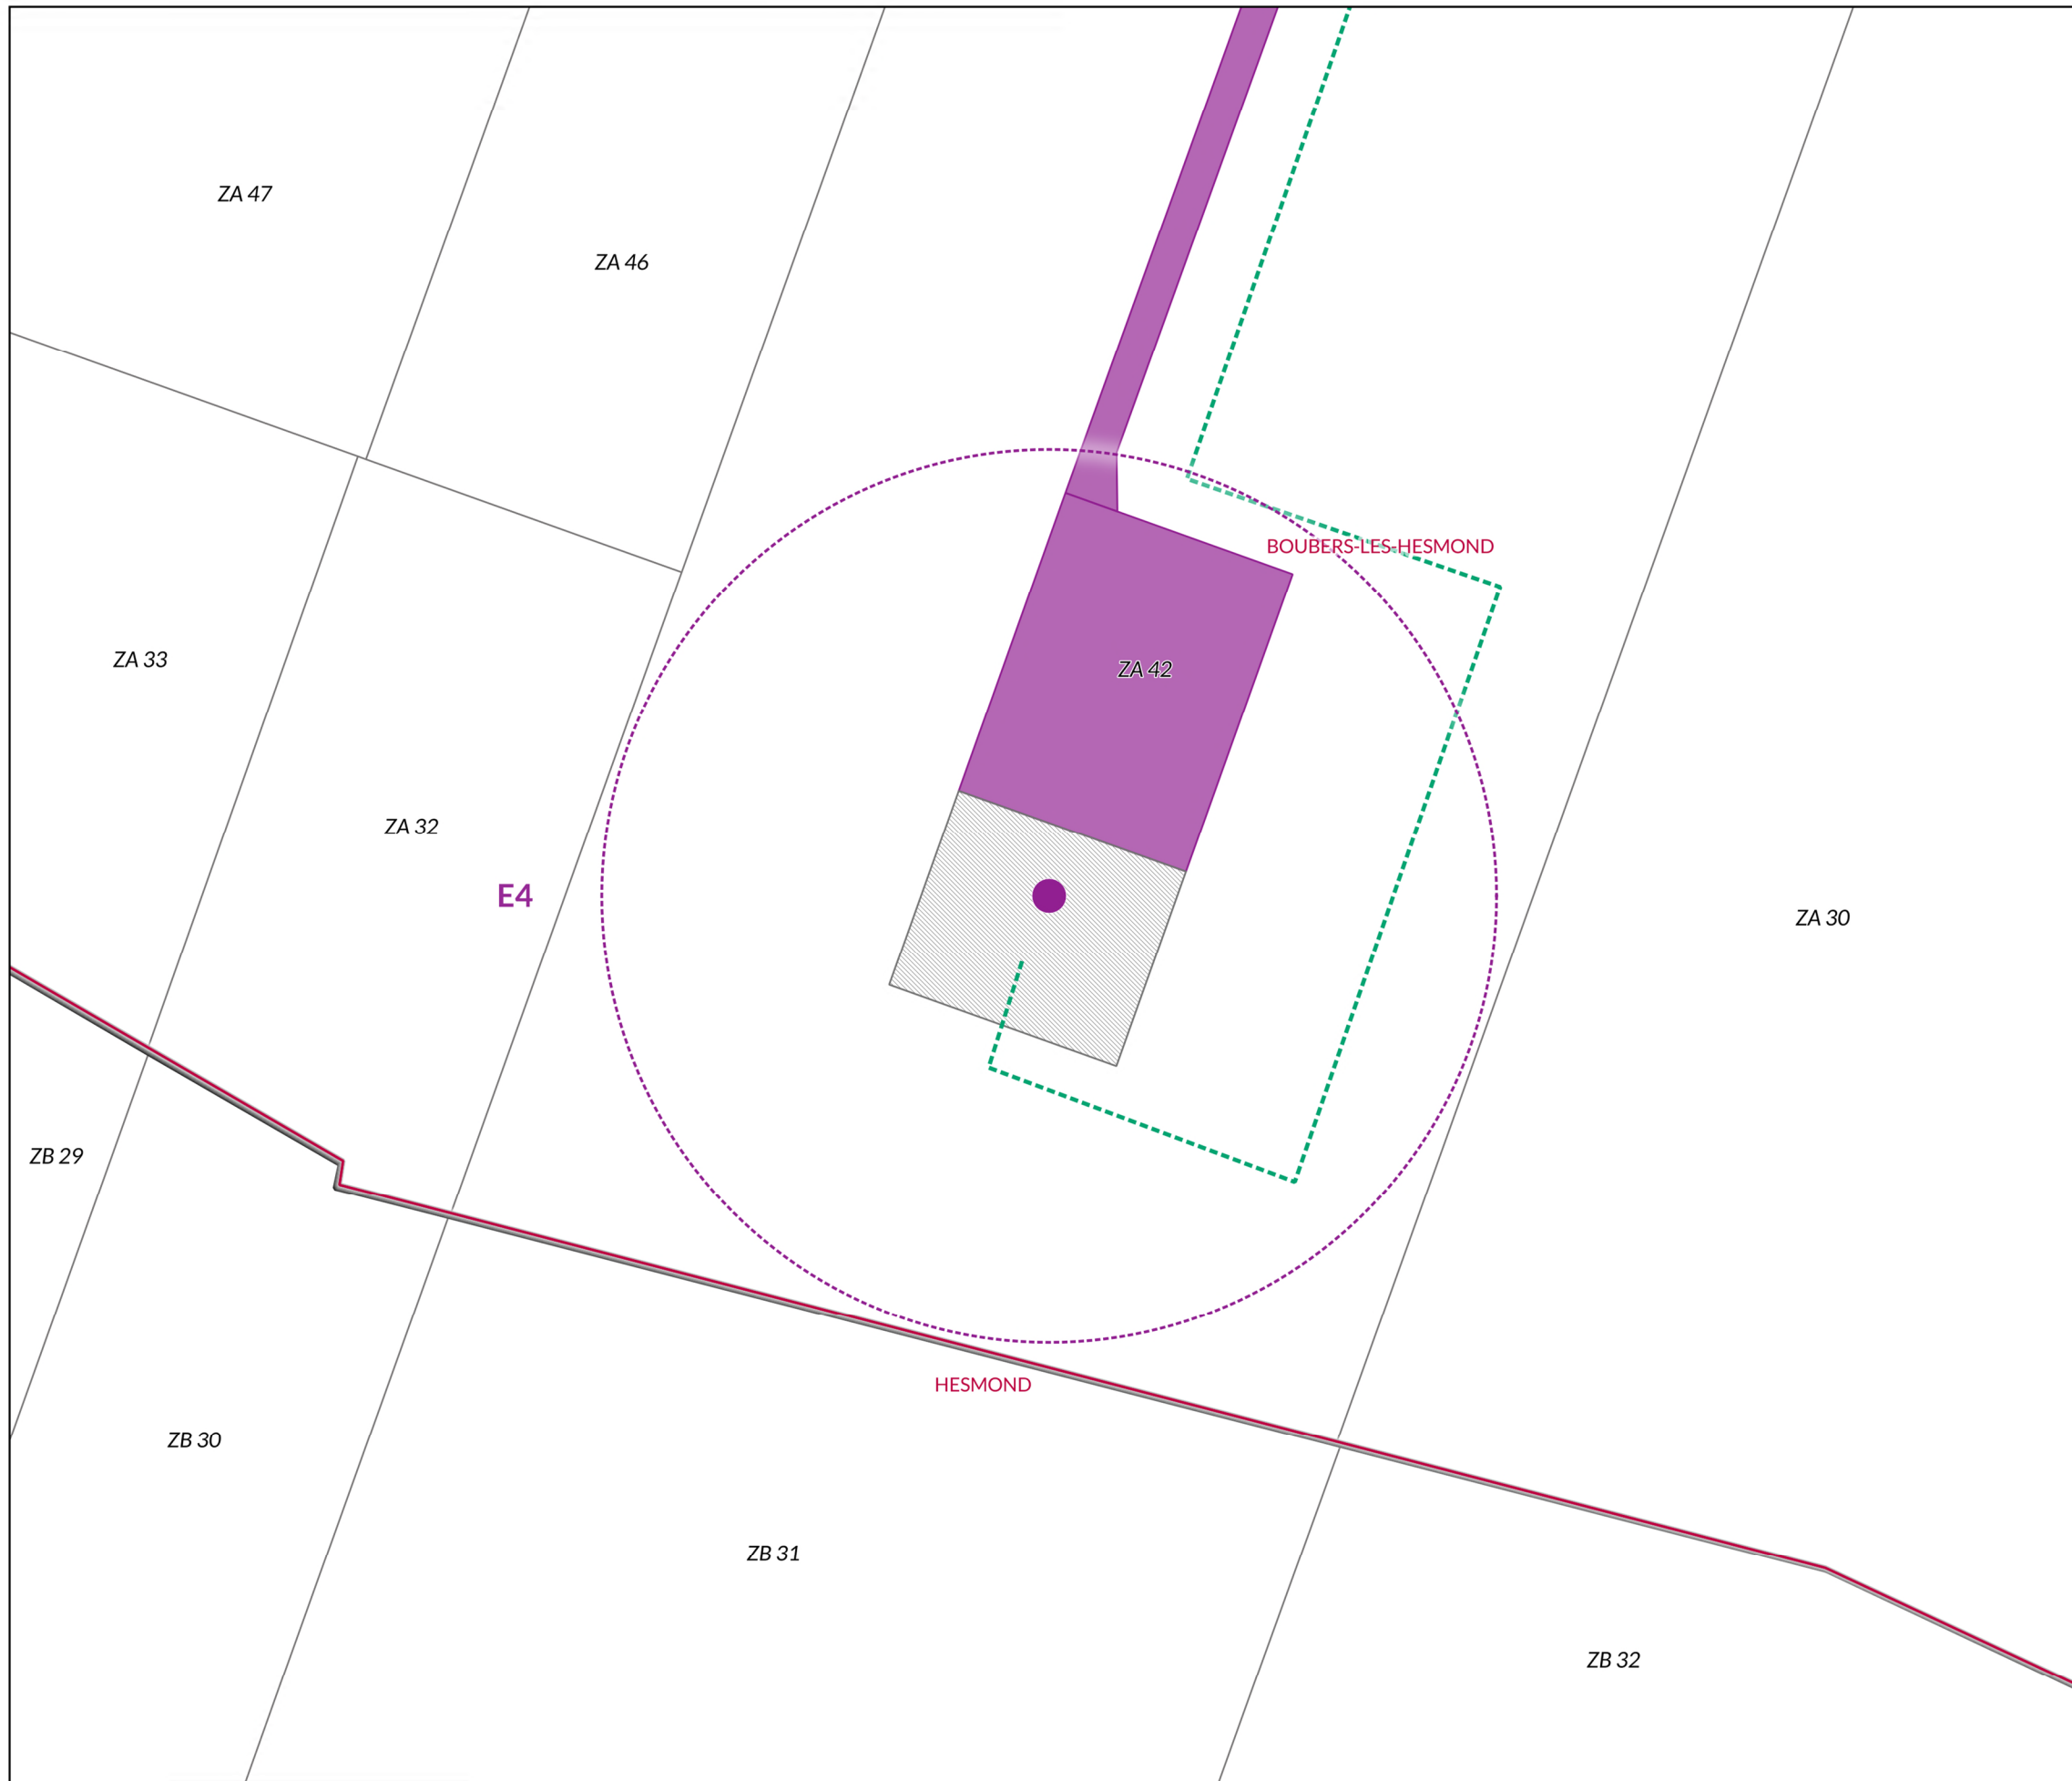 ZA 47
ZA 46
BOUBERS-LES-HESMOND
ZA 33
ZA 42
ZA 32
E4
ZA 30
ZB 29
HESMOND
ZB 30
ZB 31
ZB 32